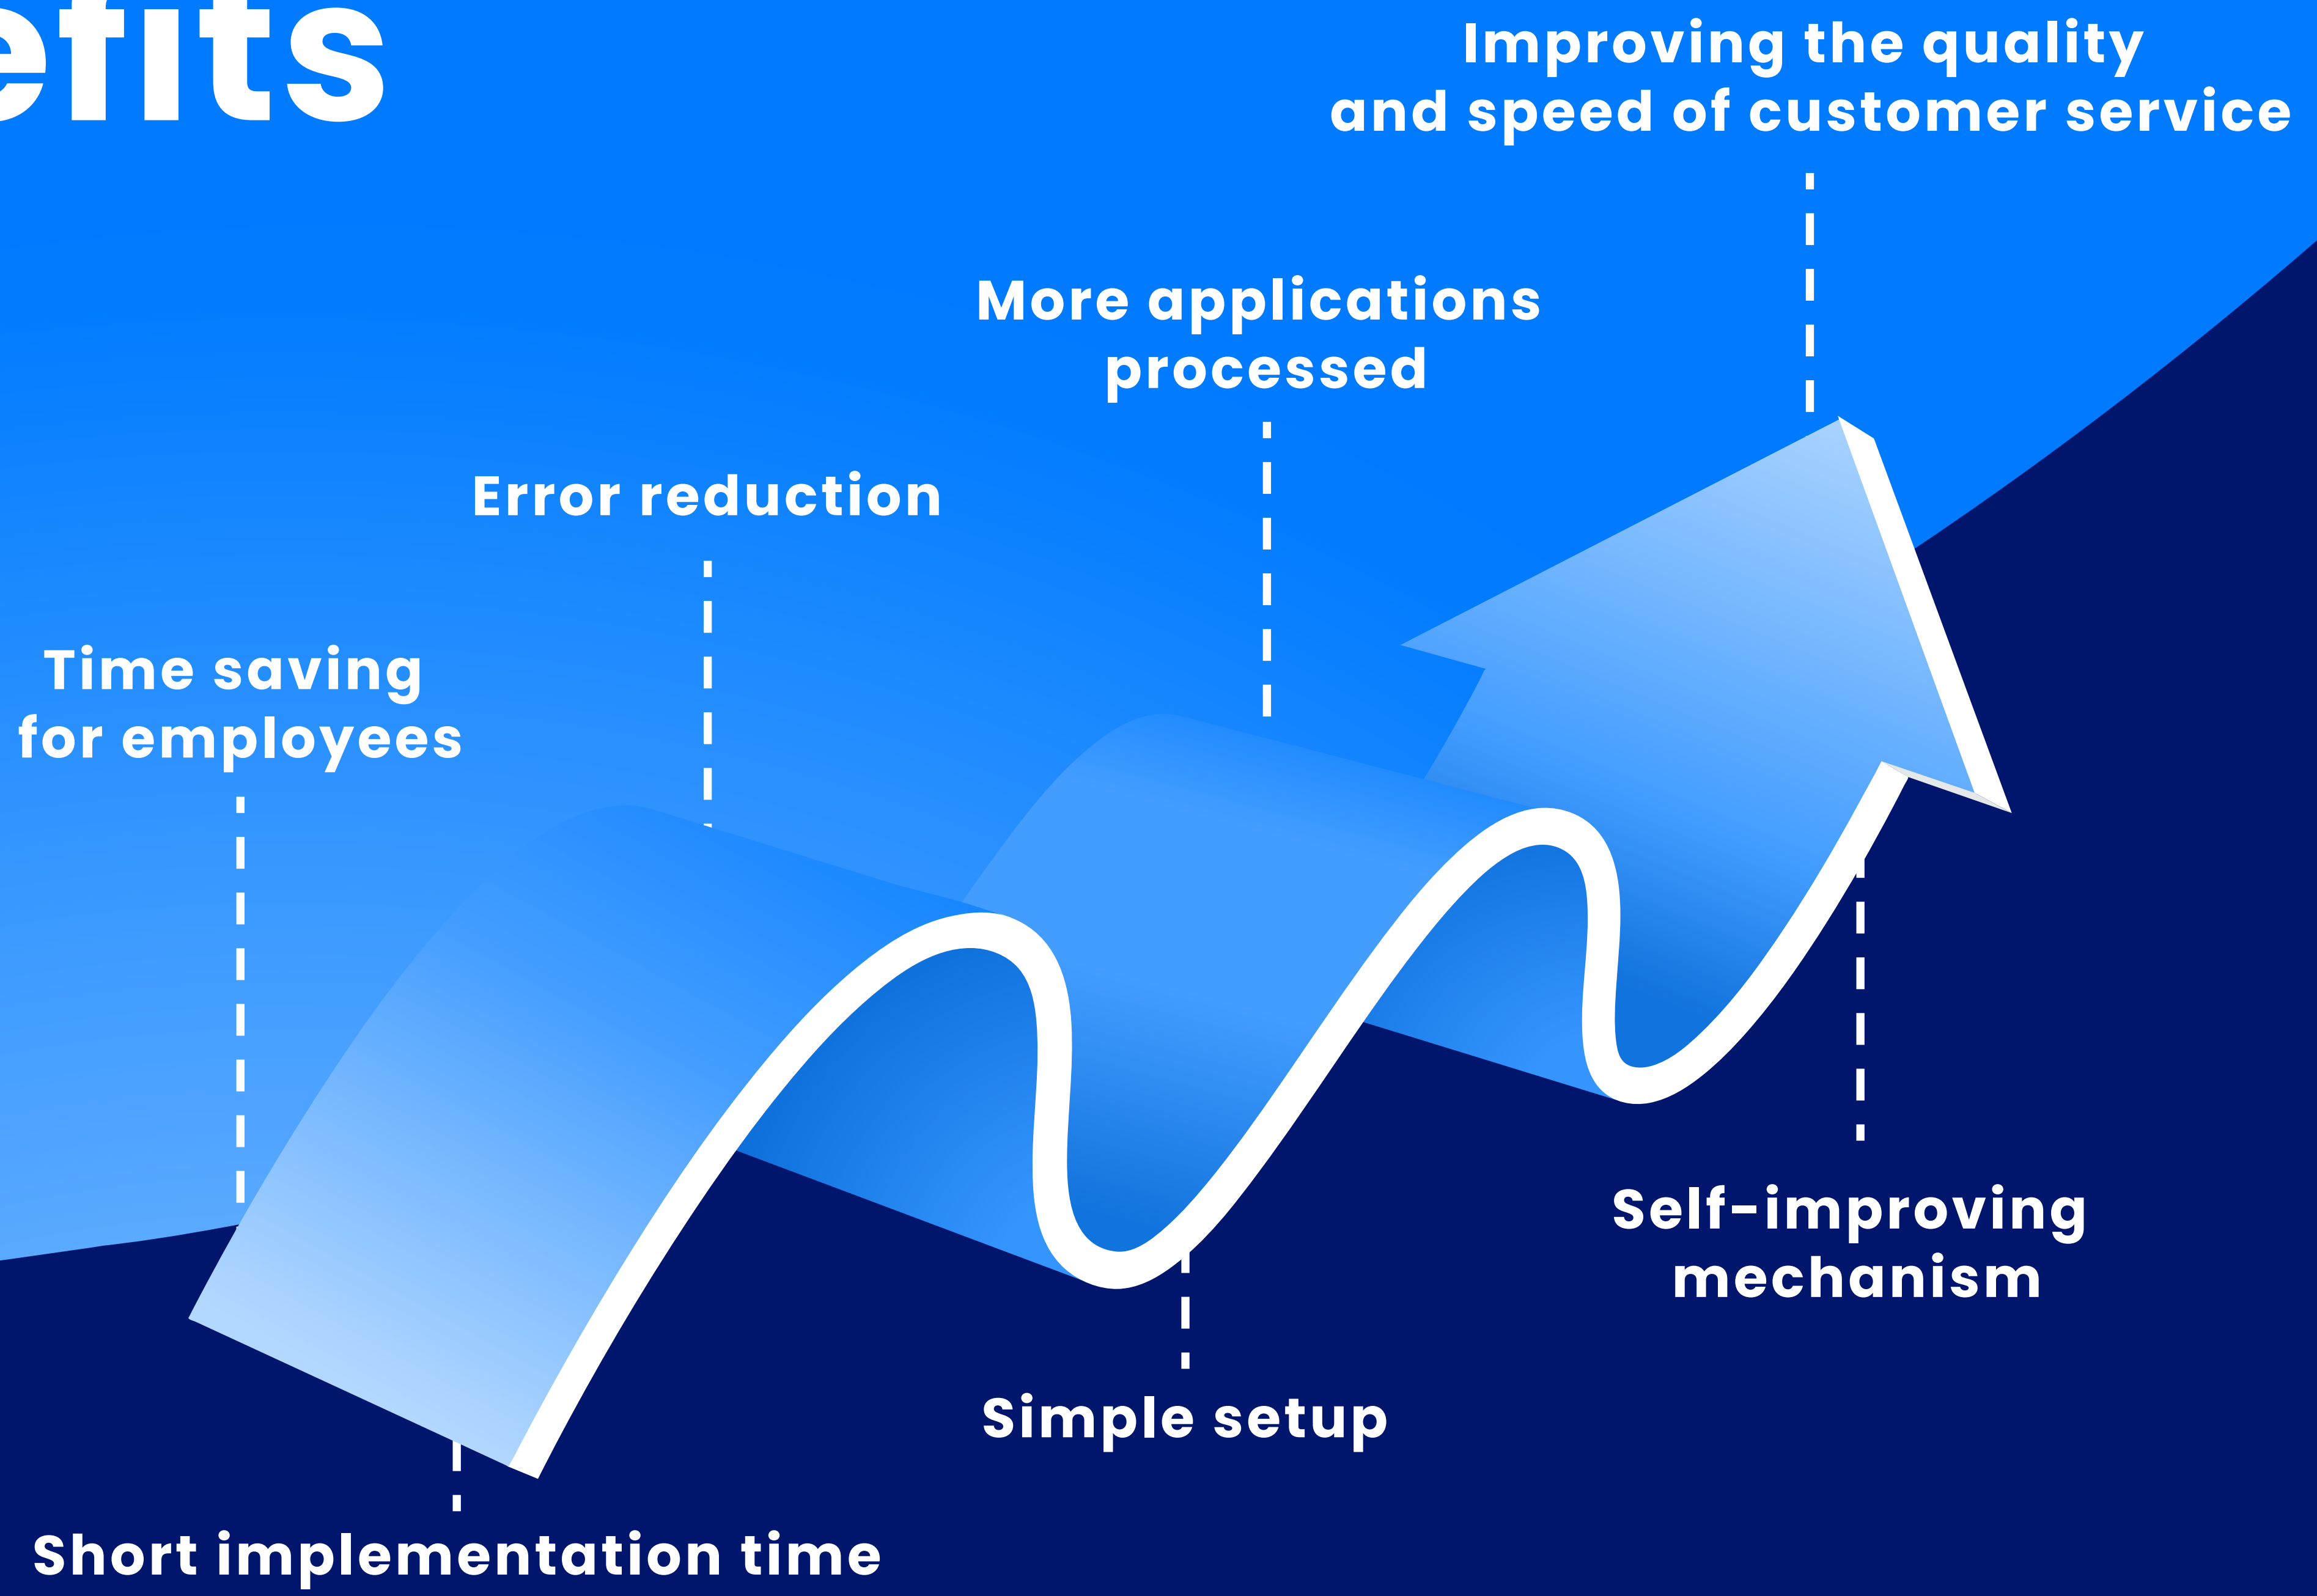 efits
Improving the quality
and speed of customer service
More applications
processed
Error reduction
Time saving
for employees
Self-improving
mechanism
Simple setup
Short implementation time